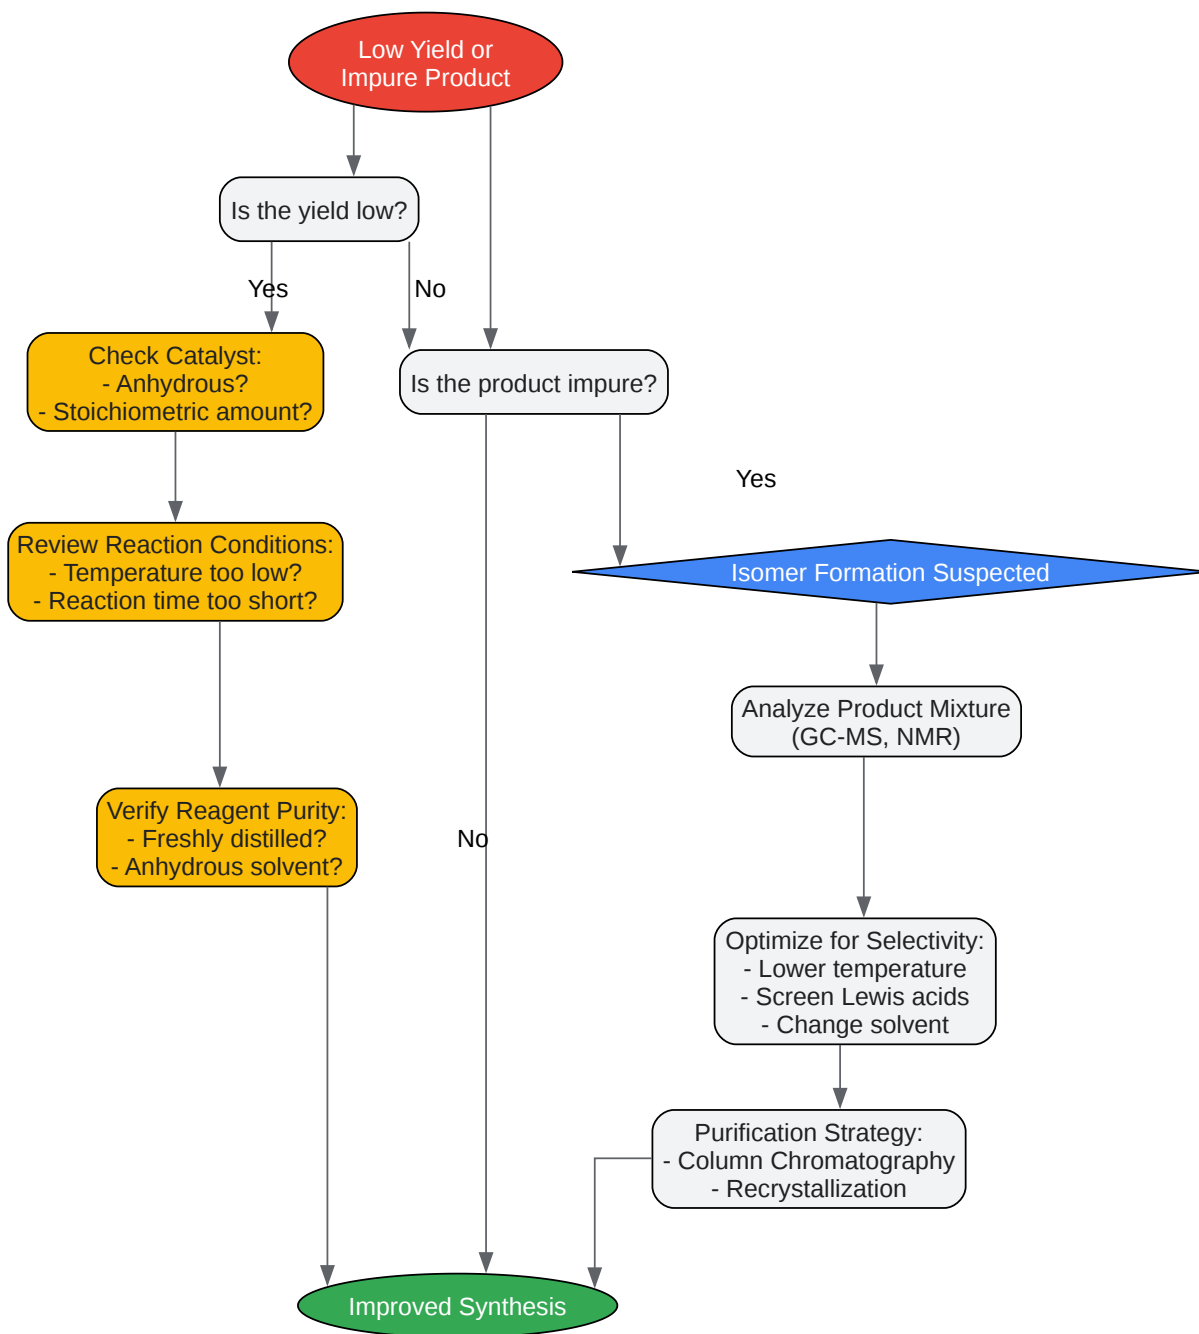 Low Yield or
Impure Product
Is the yield low?
Yes
No
Check Catalyst:
- Anhydrous?
- Stoichiometric amount?
Is the product impure?
Yes
Review Reaction Conditions:
- Temperature too low?
- Reaction time too short?
Isomer Formation Suspected
Analyze Product Mixture
(GC-MS, NMR)
Verify Reagent Purity:
- Freshly distilled?
- Anhydrous solvent?
No
Optimize for Selectivity:
- Lower temperature
- Screen Lewis acids
- Change solvent
Purification Strategy:
- Column Chromatography
- Recrystallization
Improved Synthesis